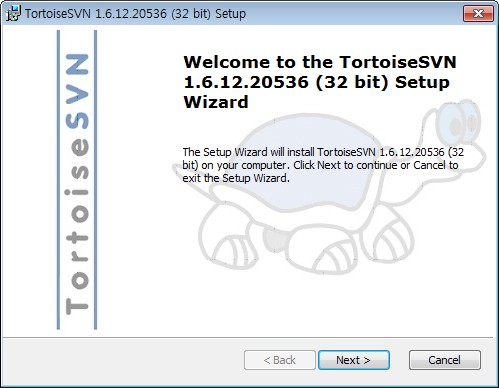 TortoiseSVN 1.6.12.20536 (32 bit) Setup
TortoiseSVN
Welcome to the TortoiseSVN
1.6.12.20536 (32 bit) Setup
Wizard
The Setup Wizard will install TortoiseSVN 1.6.12.20536 (32
bit) on your computer. Click Next to continue or Cancel to
exit the Setup Wizard.
< Back
Next >
Cancel